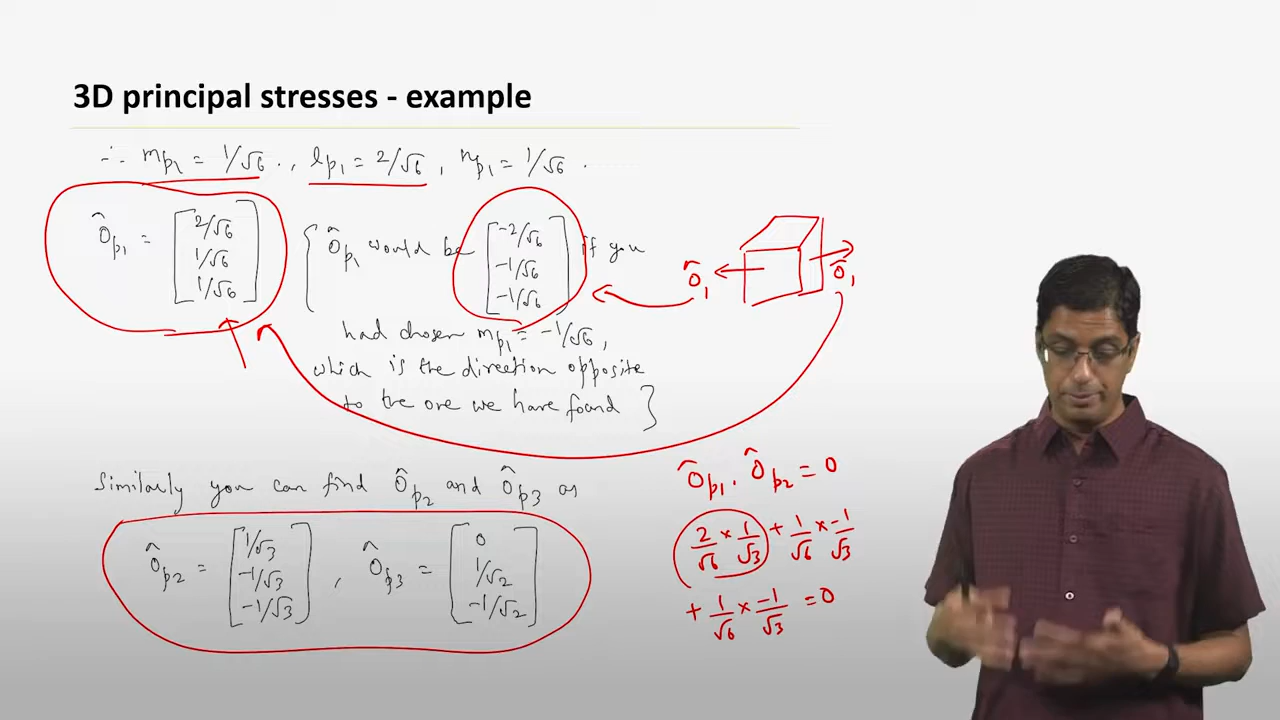 3D principal stresses - example
∴ m_p1 = 1/√6 ., l_p1 = 2/√6 , n_p1 = 1/√6 .
ô_p1 = [2/√6 1/√6 1/√6] { ô_p1 would be [-2/√6 -1/√6 -1/√6] if you
had chosen m_p1 = -1/√6,
which is the direction opposite
to the one we have found }
ô_1
ô_1
Similarly you can find ô_p2 and ô_p3 as
ô_p2 = [1/√3 -1/√3 -1/√3] , ô_p3 = [0 1/√2 -1/√2]
ô_p1 . ô_p2 = 0
2/√6 × 1/√3 + 1/√6 × -1/√3
+ 1/√6 × -1/√3 = 0